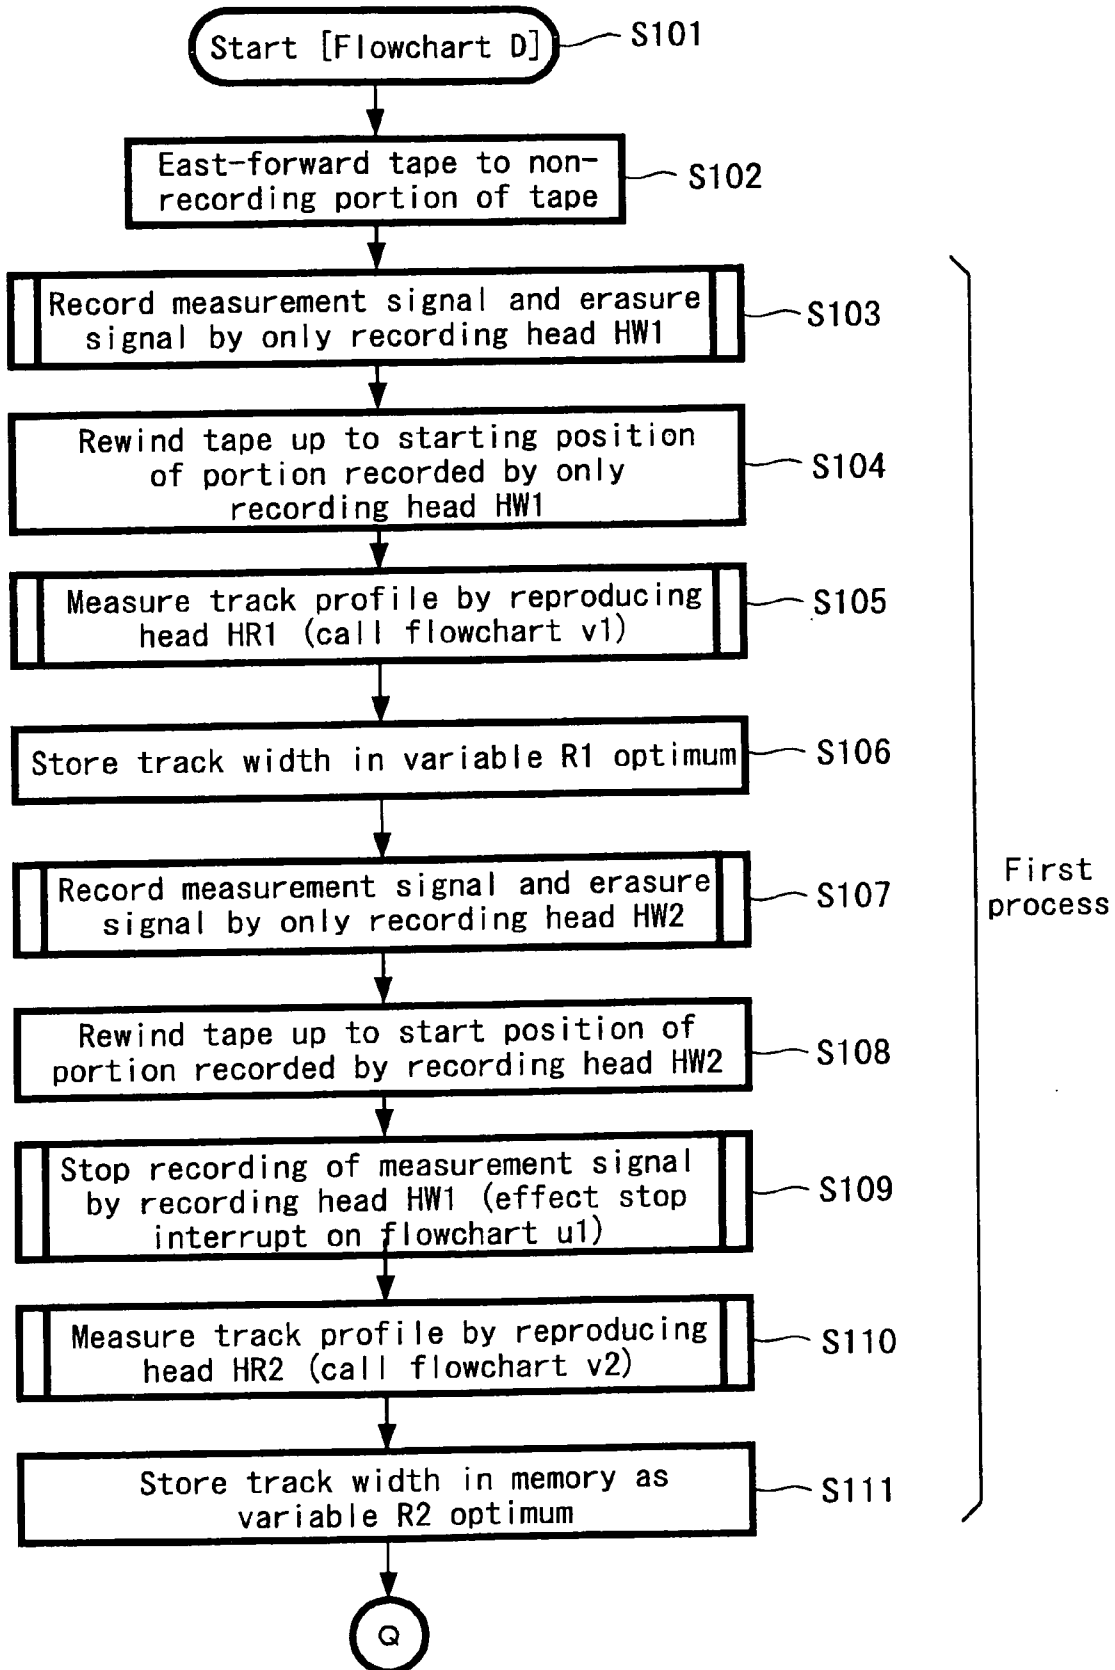 Start [Flowchart D]
S101
East-forward tape to non-
recording portion of tape
S102
Record measurement signal and erasure
signal by only recording head HW1
S103
Rewind tape up to starting position
of portion recorded by only
recording head HW1
S104
Measure track profile by reproducing
head HR1 (call flowchart v1)
S105
Store track width in variable R1 optimum
S106
Record measurement signal and erasure
signal by only recording head HW2
S107
First
process
Rewind tape up to start position of
portion recorded by recording head HW2
S108
Stop recording of measurement signal
by recording head HW1 (effect stop
interrupt on flowchart u1)
S109
Measure track profile by reproducing
head HR2 (call flowchart v2)
S110
Store track width in memory as
variable R2 optimum
S111
Q